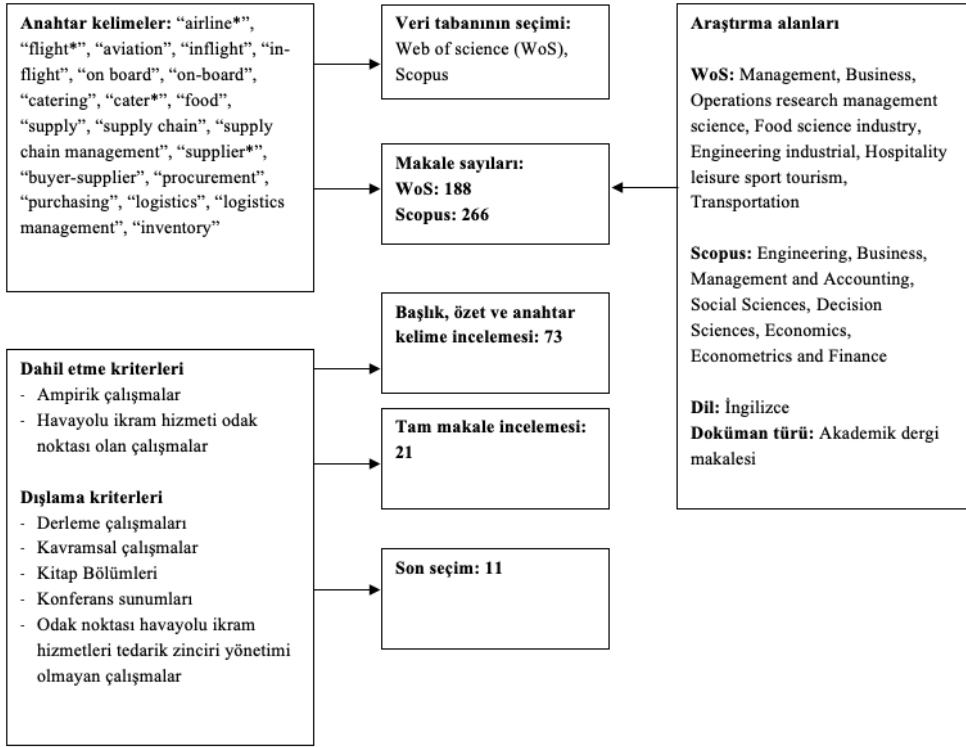 Anahtar kelimeler: “airline*”,
“flight*”, “aviation”, “inflight”, “in-
flight”, “on board”, “on-board”,
“catering”, “cater*”, “food”,
“supply”, “supply chain”, “supply
chain management”, “supplier*”,
“buyer-supplier”, “procurement”,
“purchasing”, “logistics”, “logistics
management”, “inventory”
Veri tabanının seçimi:
Web of science (WoS),
Scopus
Makale sayıları:
WoS: 188
Scopus: 266
Araştırma alanları
WoS: Management, Business,
Operations research management
science, Food science industry,
Engineering industrial, Hospitality
leisure sport tourism,
Transportation
Scopus: Engineering, Business,
Management and Accounting,
Social Sciences, Decision
Sciences, Economics,
Econometrics and Finance
Dil: İngilizce
Doküman türü: Akademik dergi
makalesi
Başlık, özet ve anahtar
kelime incelemesi: 73
Dahil etme kriterleri
- Ampirik çalışmalar
- Havayolu ikram hizmeti odak
noktası olan çalışmalar
Dışlama kriterleri
- Derleme çalışmaları
- Kavramsal çalışmalar
- Kitap Bölümleri
- Konferans sunumları
- Odak noktası havayolu ikram
hizmetleri tedarik zinciri yönetimi
olmayan çalışmalar
Tam makale incelemesi:
21
Son seçim: 11